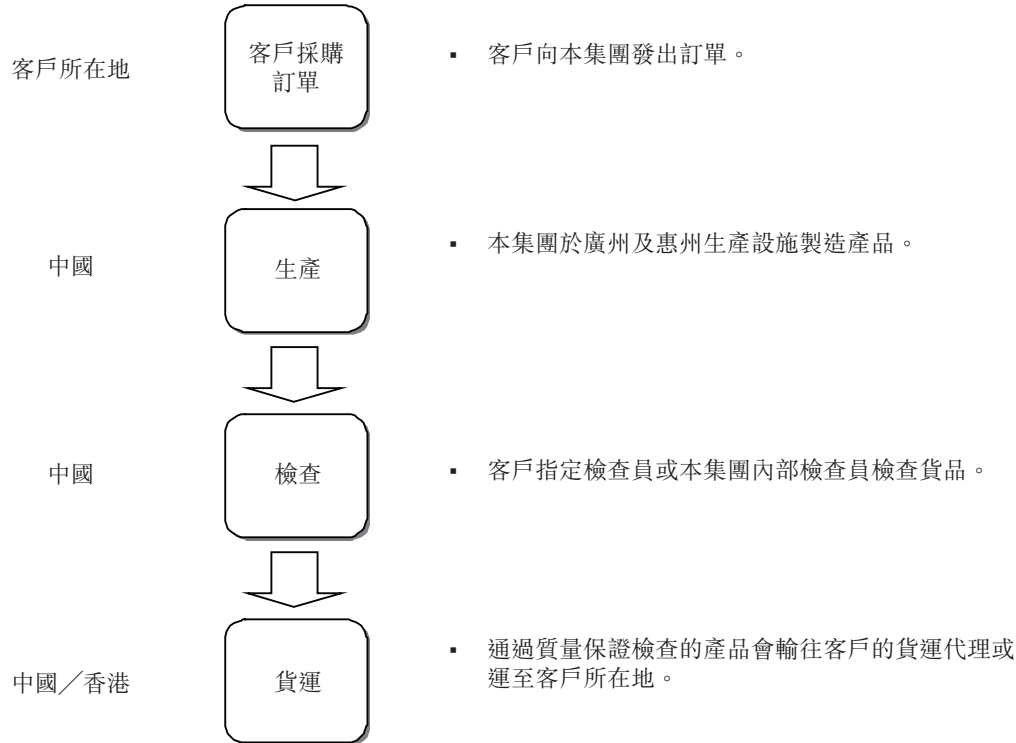 客戶所在地
客戶採購
訂單
▪ 客戶向本集團發出訂單。
中國
生產
▪ 本集團於廣州及惠州生產設施製造產品。
中國
檢查
▪ 客戶指定檢查員或本集團內部檢查員檢查貨品。
中國／香港
貨運
▪ 通過質量保證檢查的產品會輸往客戶的貨運代理或
運至客戶所在地。